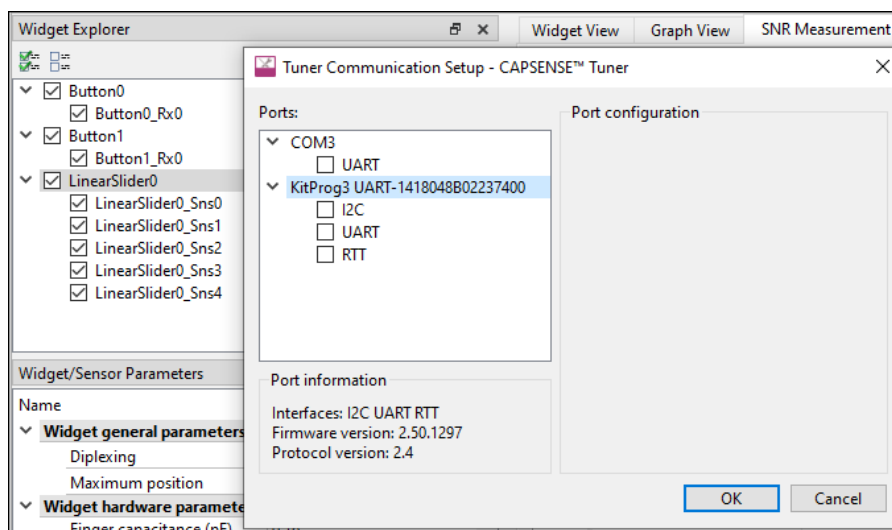 Widget Explorer
Widget View
Graph View
SNR Measurement
Button0
Button0_Rx0
Button1
Button1_Rx0
LinearSlider0
LinearSlider0_Sns0
LinearSlider0_Sns1
LinearSlider0_Sns2
LinearSlider0_Sns3
LinearSlider0_Sns4
Widget/Sensor Parameters
Name
Widget general parameters
Diplexing
Maximum position
Widget hardware paramete
Tuner Communication Setup - CAPSENSE™ Tuner
Ports:
COM3
UART
KitProg3 UART-1418048B02237400
I2C
UART
RTT
Port information
Interfaces: I2C UART RTT
Firmware version: 2.50.1297
Protocol version: 2.4
Port configuration
OK
Cancel